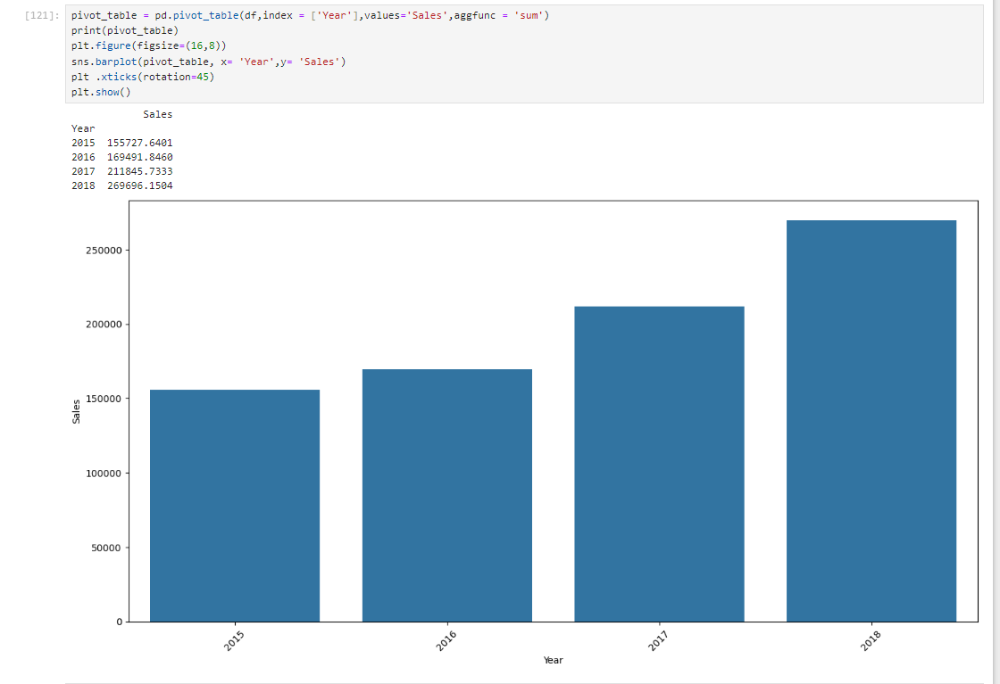 [121]: pivot_table = pd.pivot_table(df,index = ['Year'],values='Sales',aggfunc = 'sum')
print(pivot_table)
plt.figure(figsize=(16,8))
sns.barplot(pivot_table, x= 'Year',y= 'Sales')
plt .xticks(rotation=45)
plt.show()
Sales
Year
2015 155727.6401
2016 169491.8460
2017 211845.7333
2018 269696.1504
250000
200000
150000
100000
50000
0
Sales
2015 2016 2017 2018
Year